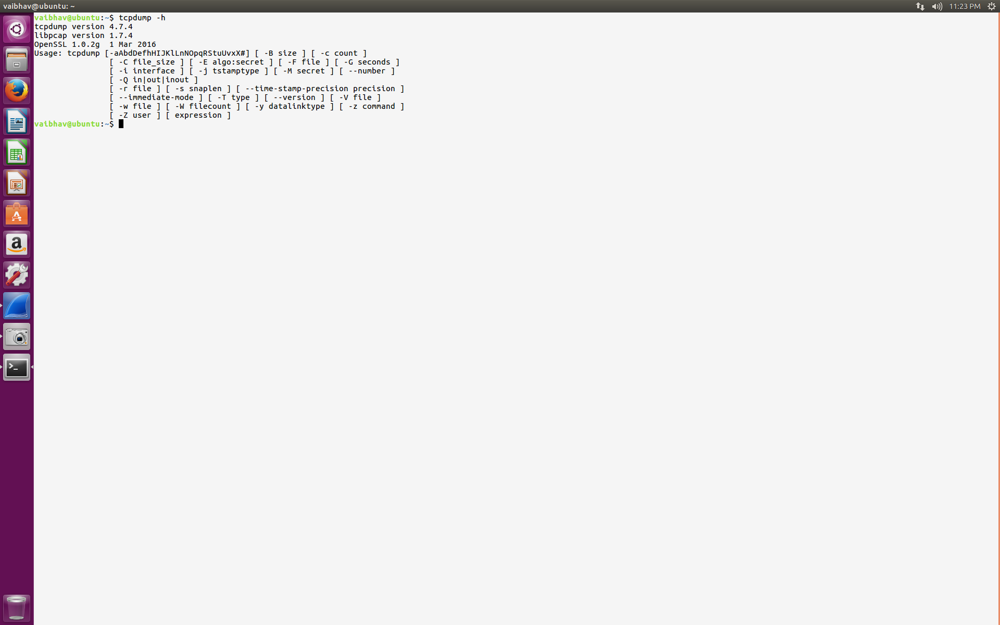 vaibhav@ubuntu: ~
11:23 PM
vaibhav@ubuntu:~$ tcpdump -h
tcpdump version 4.7.4
libpcap version 1.7.4
OpenSSL 1.0.2g  1 Mar 2016
Usage: tcpdump [-aAbdDefhHIJKlLnNOpqRStuUvxX#] [ -B size ] [ -c count ]
[ -C file_size ] [ -E algo:secret ] [ -F file ] [ -G seconds ]
[ -i interface ] [ -j tstamptype ] [ -M secret ] [ --number ]
[ -Q in|out|inout ]
[ -r file ] [ -s snaplen ] [ --time-stamp-precision precision ]
[ --immediate-mode ] [ -T type ] [ --version ] [ -V file ]
[ -w file ] [ -W filecount ] [ -y datalinktype ] [ -z command ]
[ -Z user ] [ expression ]
vaibhav@ubuntu:~$